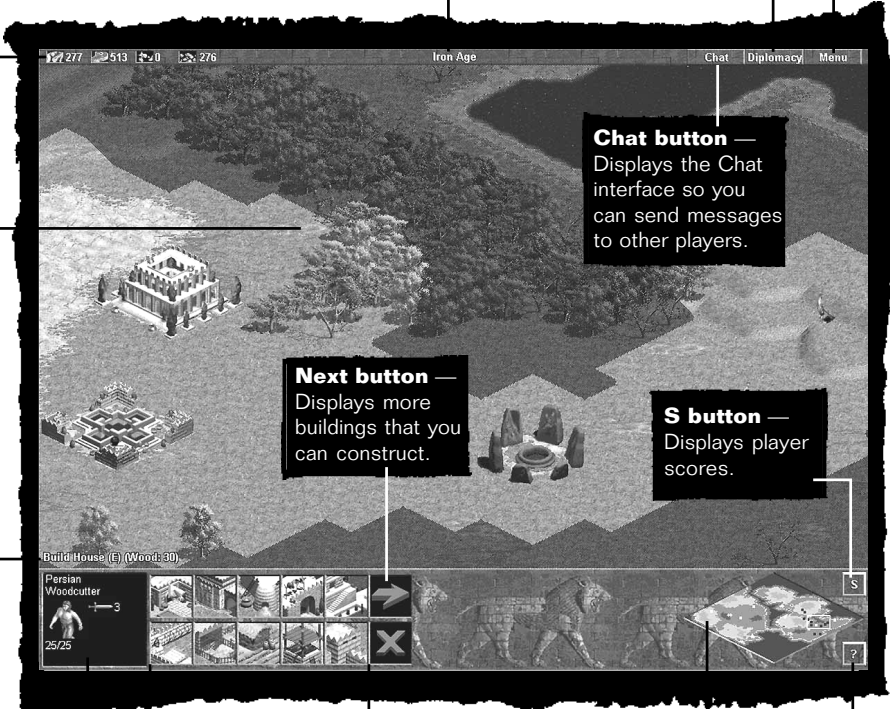 277 513 0 276 Iron Age Chat Diplomacy Menu
Chat button —
Displays the Chat
interface so you
can send messages
to other players.
Next button —
Displays more
buildings that you
can construct.
S button —
Displays player
scores.
Build House (E) (Wood: 30)
Persian
Woodcutter
3
25/25
S
?